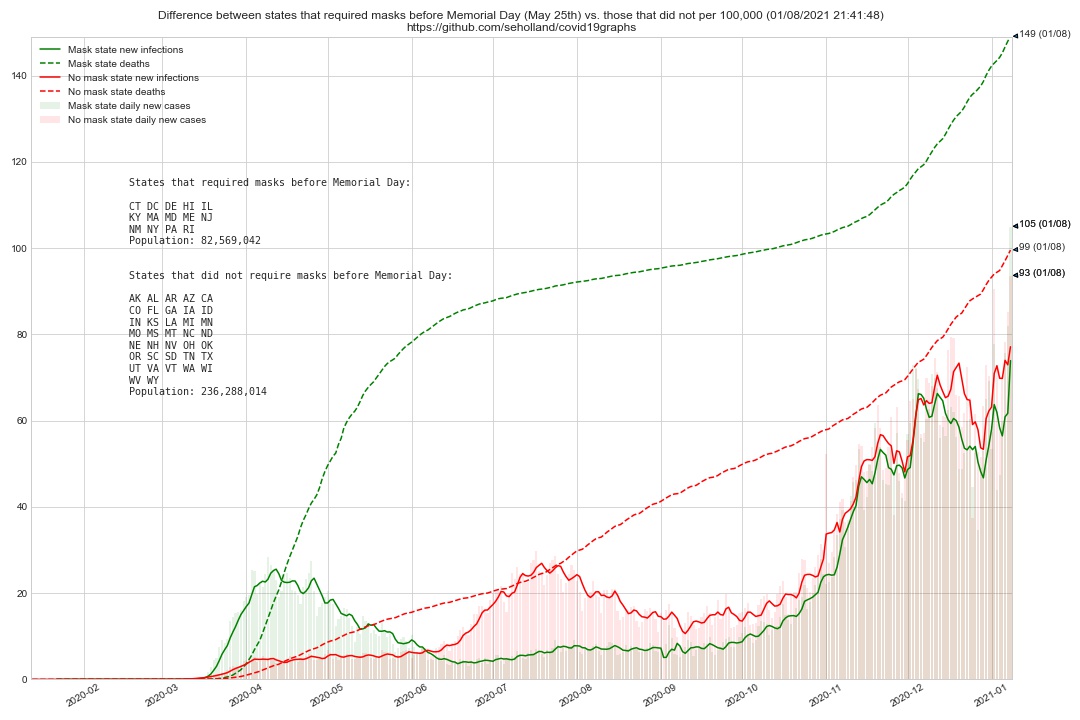 Difference between states that required masks before Memorial Day (May 25th) vs. those that did not per 100,000 (01/08/2021 21:41:48)
https://github.com/seholland/covid19graphs
Mask state new infections
Mask state deaths
No mask state new infections
No mask state deaths
Mask state daily new cases
No mask state daily new cases
States that required masks before Memorial Day:
CT DC DE HI IL
KY MA MD ME NJ
NM NY PA RI
Population: 82,569,042
States that did not require masks before Memorial Day:
AK AL AR AZ CA
CO FL GA IA ID
IN KS LA MI MN
MO MS MT NC ND
NE NH NV OH OK
OR SC SD TN TX
UT VA VT WA WI
WV WY
Population: 236,288,014
149 (01/08)
105 (01/08)
99 (01/08)
93 (01/08)
140
120
100
80
60
40
20
0
2020-02
2020-03
2020-04
2020-05
2020-06
2020-07
2020-08
2020-09
2020-10
2020-11
2020-12
2021-01